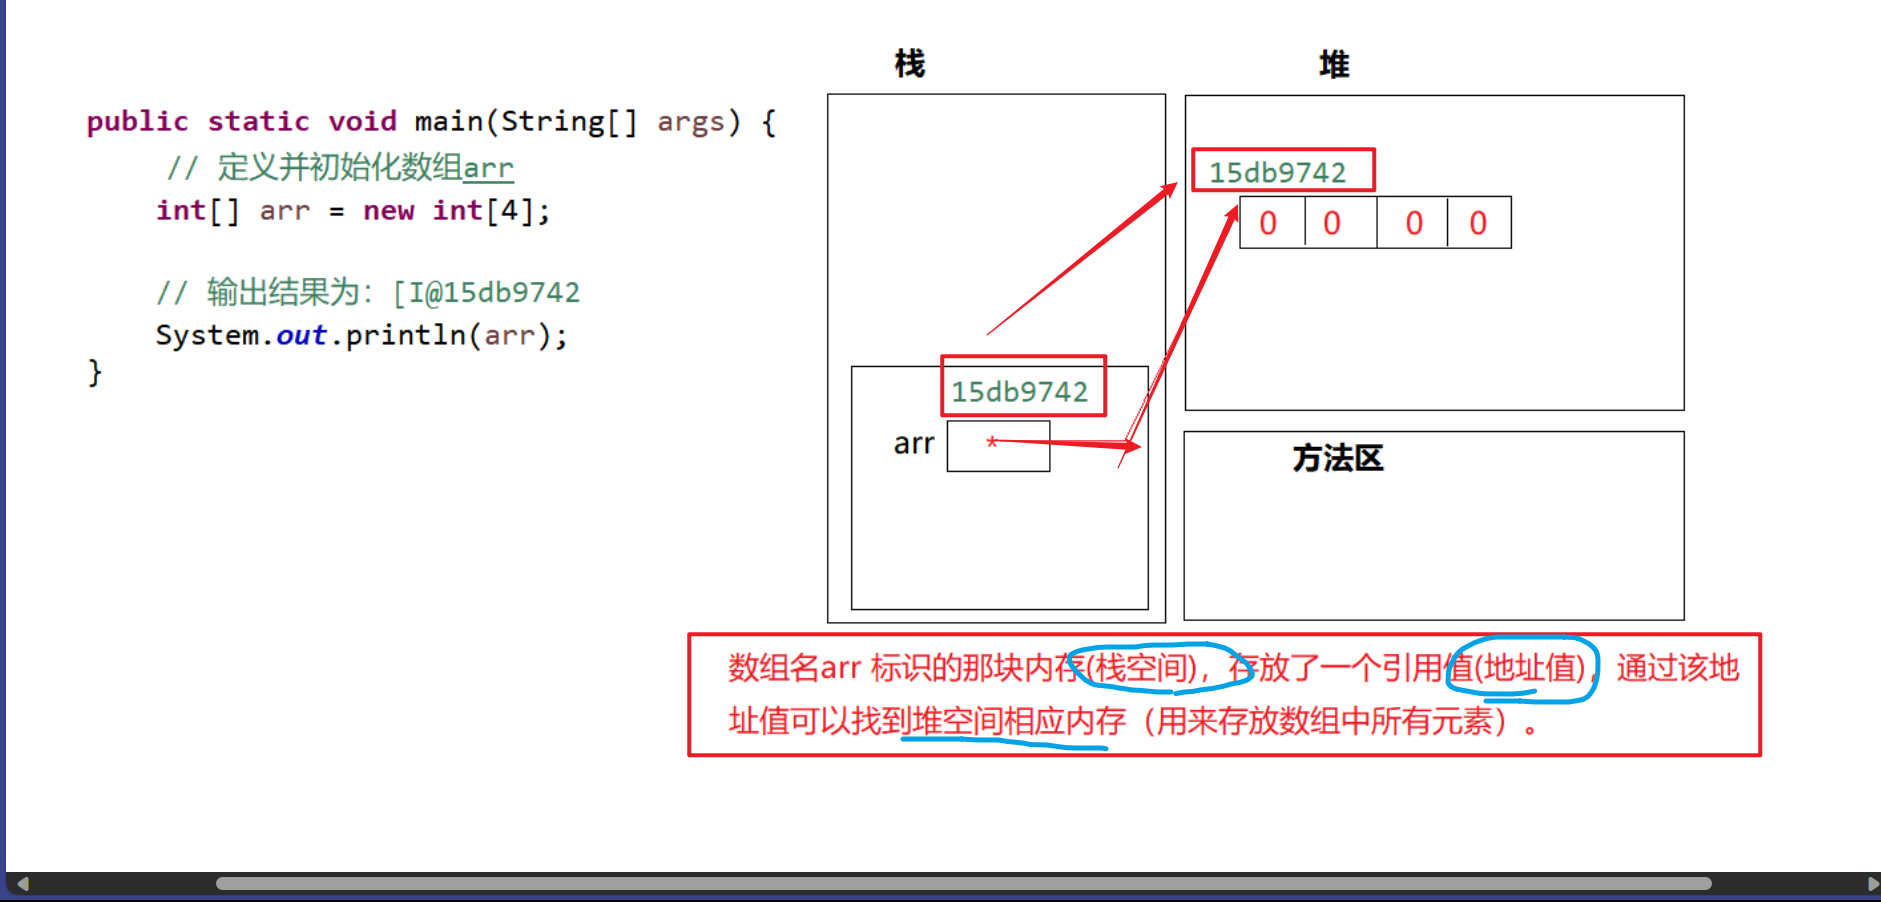 public static void main(String[] args) {
// 定义并初始化数组arr
int[] arr = new int[4];
// 输出结果为：[I@15db9742
System.out.println(arr);
}
栈
堆
15db9742
0 0 0 0
15db9742
arr *
方法区
数组名arr 标识的那块内存(栈空间)，存放了一个引用值(地址值)，通过该地
址值可以找到堆空间相应内存（用来存放数组中所有元素）。